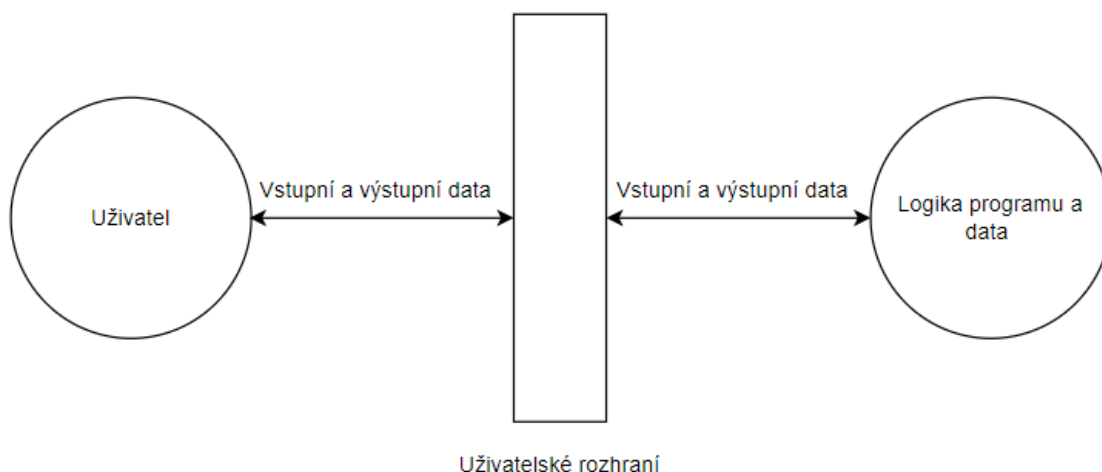 Uživatel
Vstupní a výstupní data
Vstupní a výstupní data
Logika programu a
data
Uživatelské rozhraní